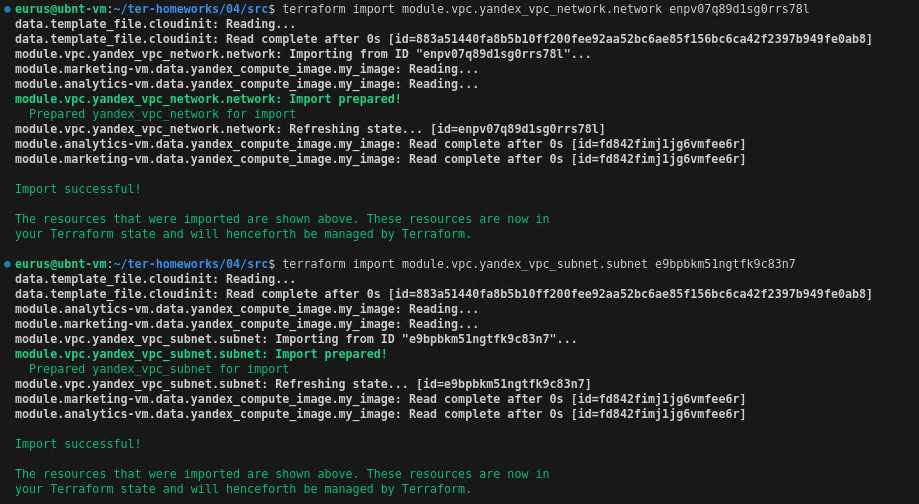 eurus@ubnt-vm:~/ter-homeworks/04/src$ terraform import module.vpc.yandex_vpc_network.network enpv07q89d1sg0rrs78l
data.template_file.cloudinit: Reading...
data.template_file.cloudinit: Read complete after 0s [id=883a51440fa8b5b10ff200fee92aa52bc6ae85f156bc6ca42f2397b949fe0ab8]
module.vpc.yandex_vpc_network.network: Importing from ID "enpv07q89d1sg0rrs78l"...
module.marketing-vm.data.yandex_compute_image.my_image: Reading...
module.analytics-vm.data.yandex_compute_image.my_image: Reading...
module.vpc.yandex_vpc_network.network: Import prepared!
  Prepared yandex_vpc_network for import
module.vpc.yandex_vpc_network.network: Refreshing state... [id=enpv07q89d1sg0rrs78l]
module.analytics-vm.data.yandex_compute_image.my_image: Read complete after 0s [id=fd842fimj1jg6vmfee6r]
module.marketing-vm.data.yandex_compute_image.my_image: Read complete after 0s [id=fd842fimj1jg6vmfee6r]
Import successful!
The resources that were imported are shown above. These resources are now in
your Terraform state and will henceforth be managed by Terraform.
eurus@ubnt-vm:~/ter-homeworks/04/src$ terraform import module.vpc.yandex_vpc_subnet.subnet e9bpbkm51ngtfk9c83n7
data.template_file.cloudinit: Reading...
data.template_file.cloudinit: Read complete after 0s [id=883a51440fa8b5b10ff200fee92aa52bc6ae85f156bc6ca42f2397b949fe0ab8]
module.analytics-vm.data.yandex_compute_image.my_image: Reading...
module.marketing-vm.data.yandex_compute_image.my_image: Reading...
module.vpc.yandex_vpc_subnet.subnet: Importing from ID "e9bpbkm51ngtfk9c83n7"...
module.vpc.yandex_vpc_subnet.subnet: Import prepared!
  Prepared yandex_vpc_subnet for import
module.vpc.yandex_vpc_subnet.subnet: Refreshing state... [id=e9bpbkm51ngtfk9c83n7]
module.marketing-vm.data.yandex_compute_image.my_image: Read complete after 0s [id=fd842fimj1jg6vmfee6r]
module.analytics-vm.data.yandex_compute_image.my_image: Read complete after 0s [id=fd842fimj1jg6vmfee6r]
Import successful!
The resources that were imported are shown above. These resources are now in
your Terraform state and will henceforth be managed by Terraform.